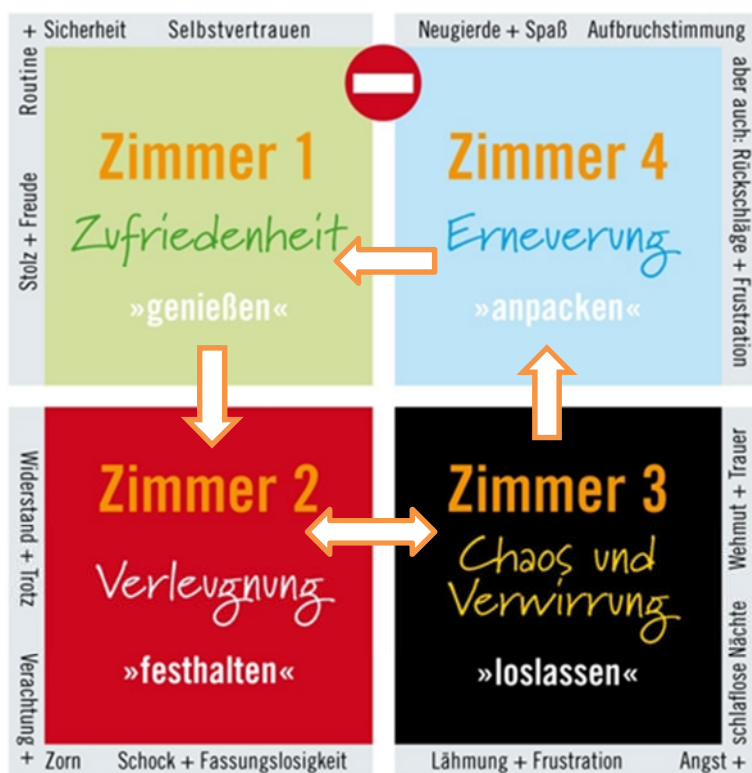 + Sicherheit Selbstvertrauen
Routine
Stolz + Freude
Zimmer 1
Zufriedenheit
»genießen«
Neugierde + Spaß Aufbruchstimmung
aber auch: Rückschläge + Frustration
Zimmer 4
Erneuerung
»anpacken«
Widerstand + Trotz
Verachtung +
Zorn Schock + Fassungslosigkeit
Zimmer 2
Verleugnung
»festhalten«
Zimmer 3
Chaos und
Verwirrung
»loslassen«
Wehmut + Trauer
schlaflose Nächte
Lähmung + Frustration Angst +